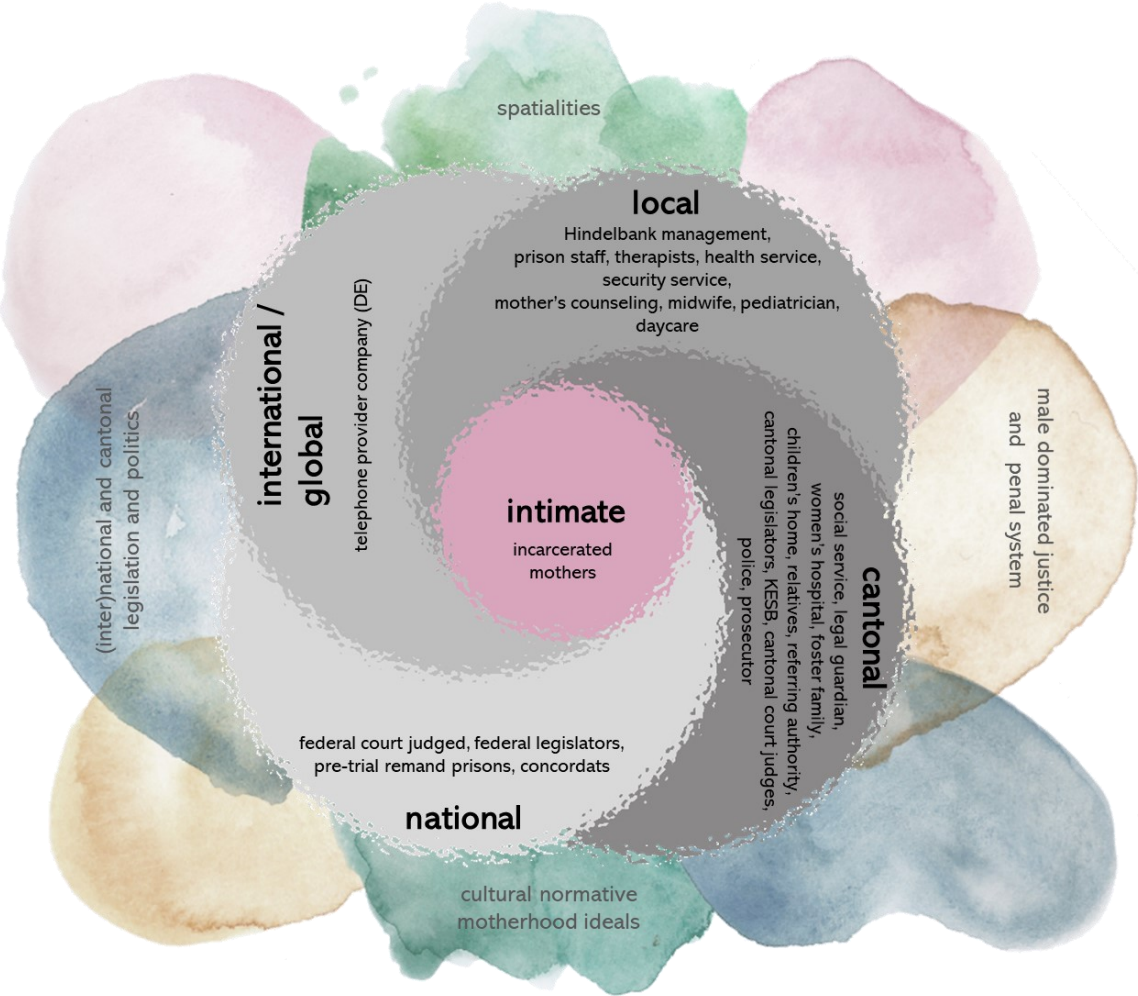 spatialities
local
Hindelbank management,
prison staff, therapists, health service,
security service,
mother's counseling, midwife, pediatrician,
daycare
international /
global
telephone provider company (DE)
(inter)national and cantonal
legislation and politics
intimate
incarcerated
mothers
cantonal
social service, legal guardian,
women's hospital, foster family,
children's home, relatives, referring authority,
cantonal legislators, KESB, cantonal court judges,
police, prosecutor
male dominated justice
and penal system
federal court judged, federal legislators,
pre-trial remand prisons, concordats
national
cultural normative
motherhood ideals